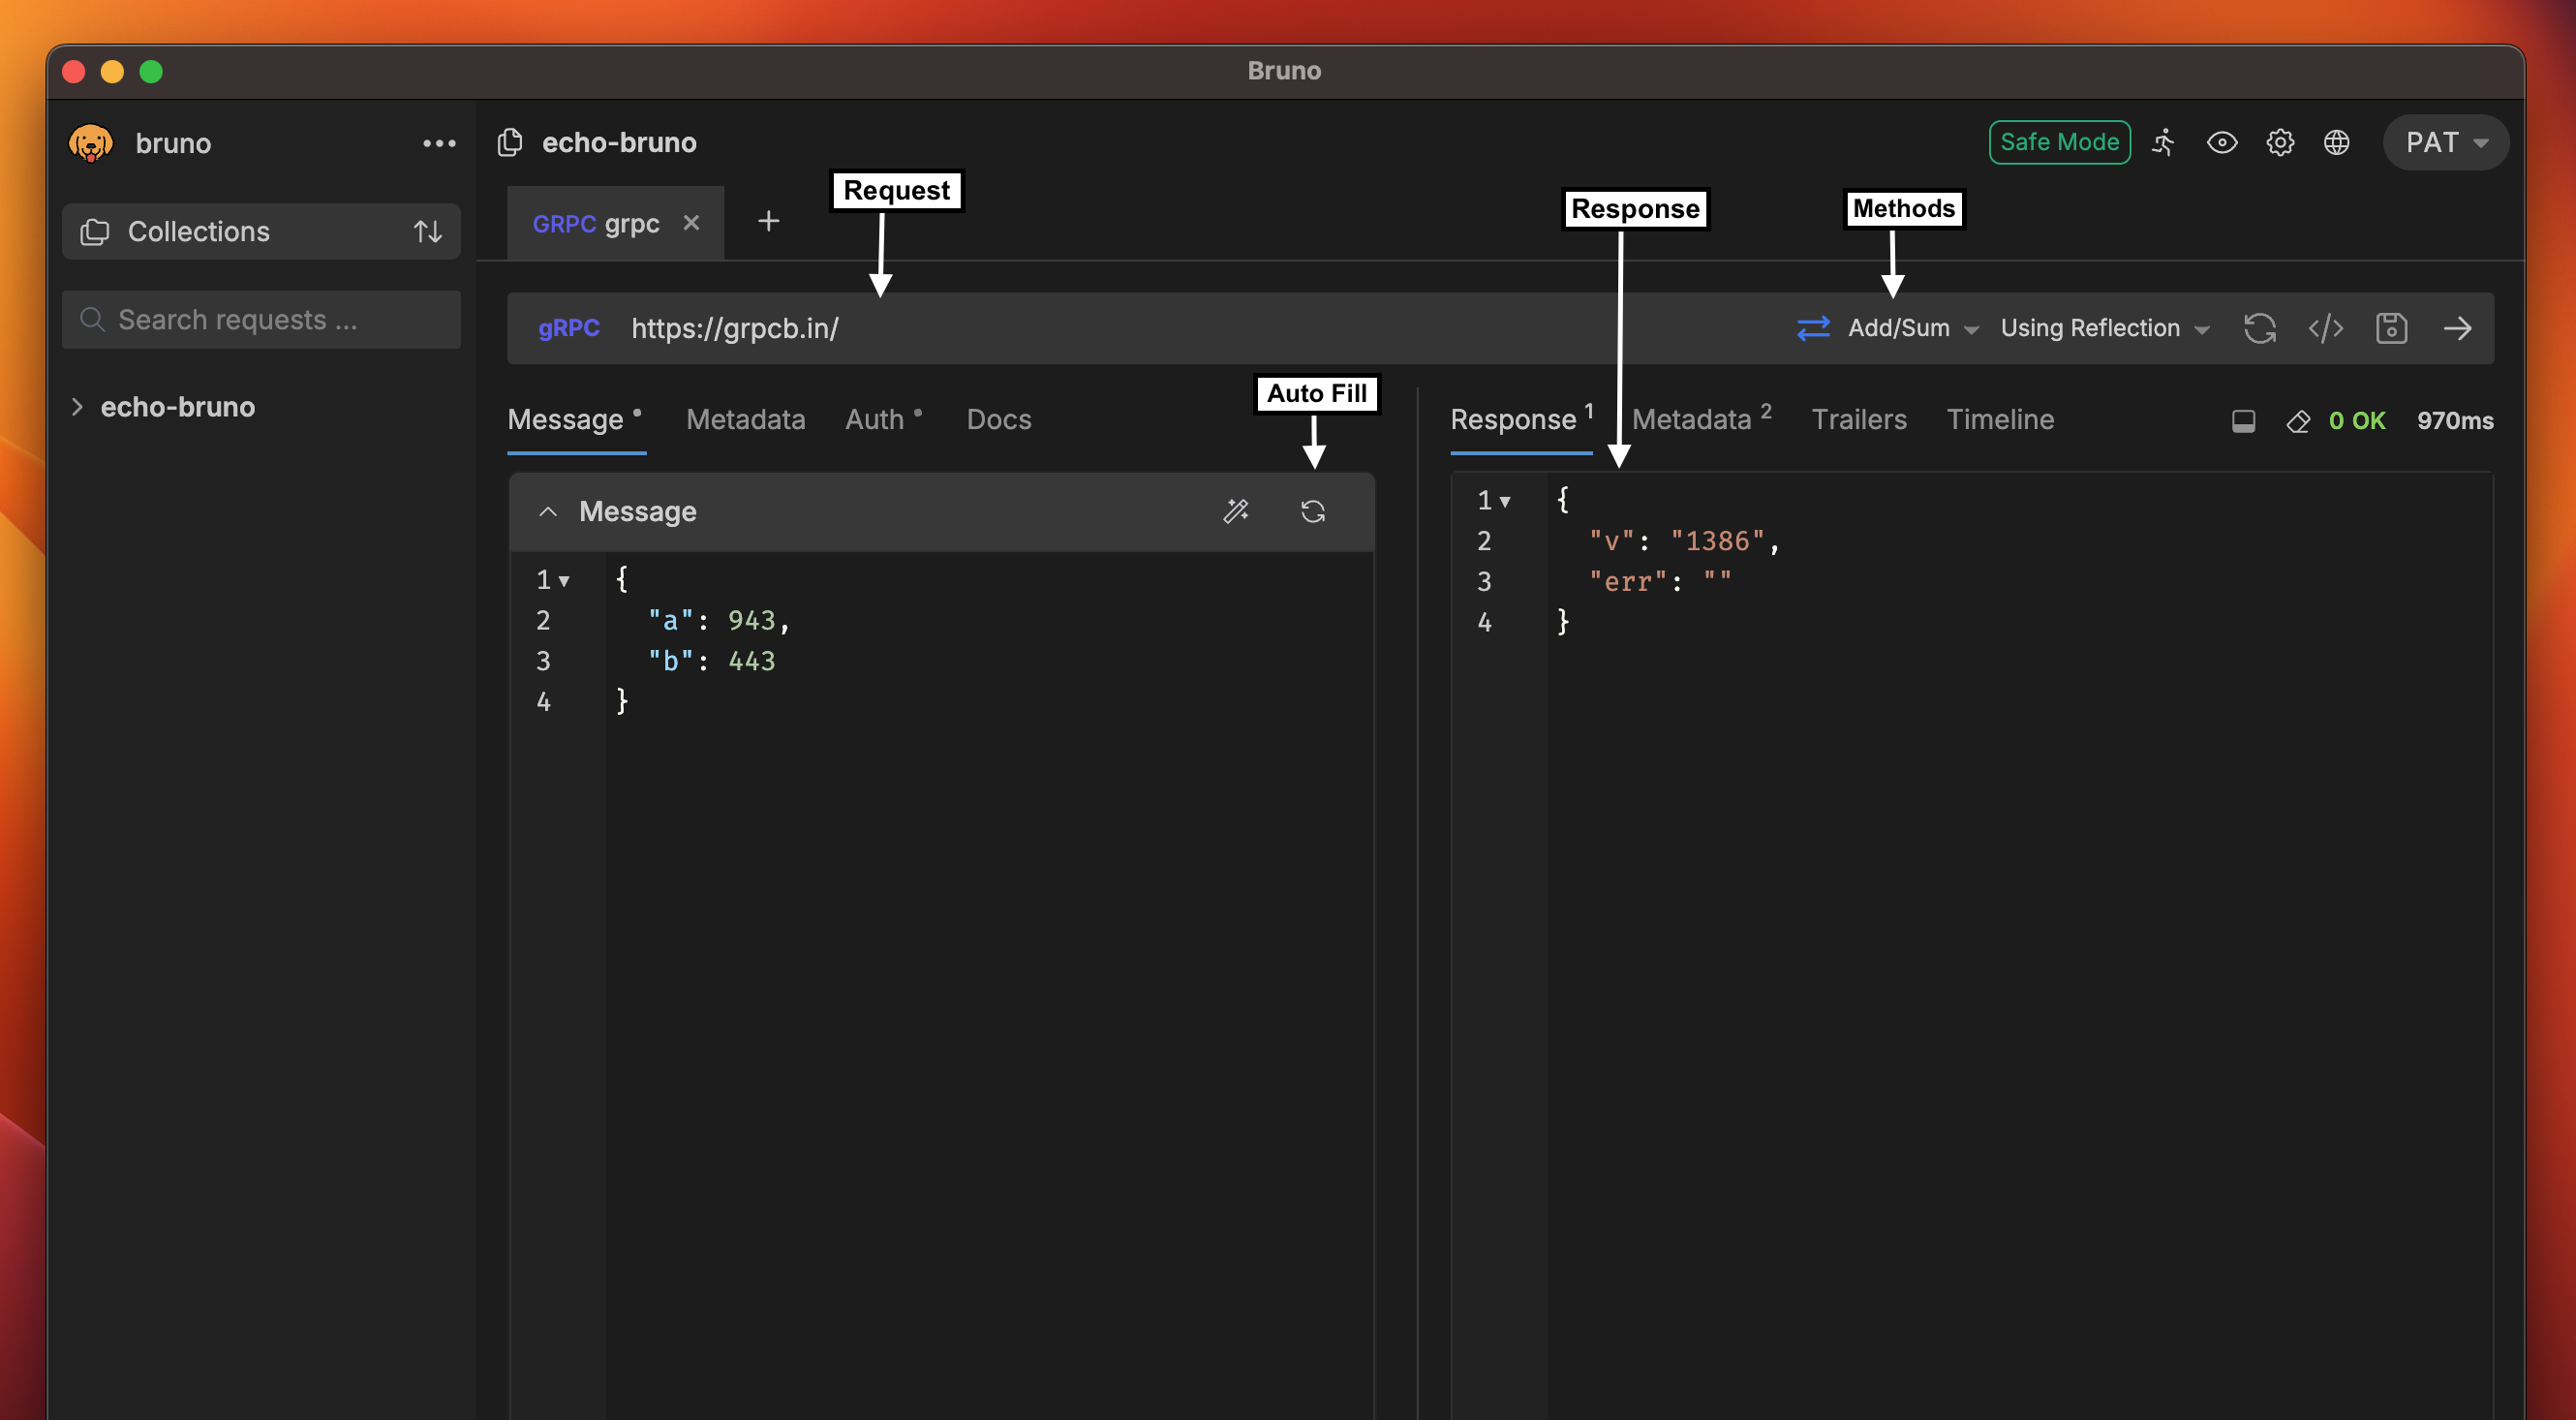 Bruno
bruno
echo-bruno
Safe Mode
PAT
Request
Response
Methods
Collections
GRPC grpc
Search requests ...
gRPC https://grpcb.in/
Add/Sum
Using Reflection
echo-bruno
Auto Fill
Message Metadata Auth Docs
Response 1 Metadata 2 Trailers Timeline
0 OK 970ms
Message
1 {
2 "a": 943,
3 "b": 443
4 }
1 {
2 "v": "1386",
3 "err": ""
4 }